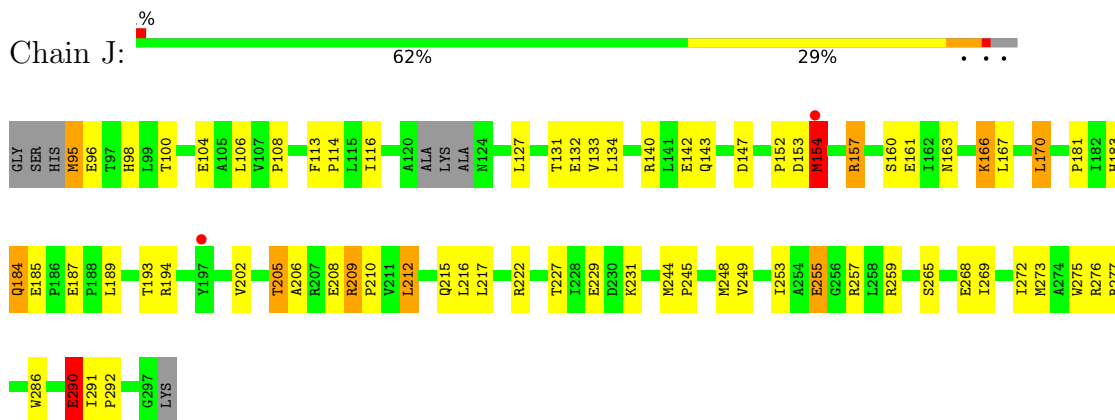 .%
Chain J:
62% 29% • • •
GLY SER HIS M95 E96 T97 H98 L99 T100 E104 A105 L106 V107 P108 F113 P114 L115 I116 A120 ALA LYS ALA N124 L127 T131 E132 V133 L134 R140 L141 E142 Q143 D147 P152 D153 M154 R157 S160 E161 I162 N163 K166 L167 L170 P181 I182 H183
Q184 E185 P186 E187 P188 L189 T193 R194 Y197 V202 T205 A206 R207 E208 R209 P210 V211 L212 Q215 L216 L217 R222 T227 I228 E229 D230 K231 M244 P245 M248 V249 I253 A254 E255 G256 R257 L258 R259 S265 E268 I269 I272 M273 A274 W275 R276
W286 E290 I291 P292 G297 LYS